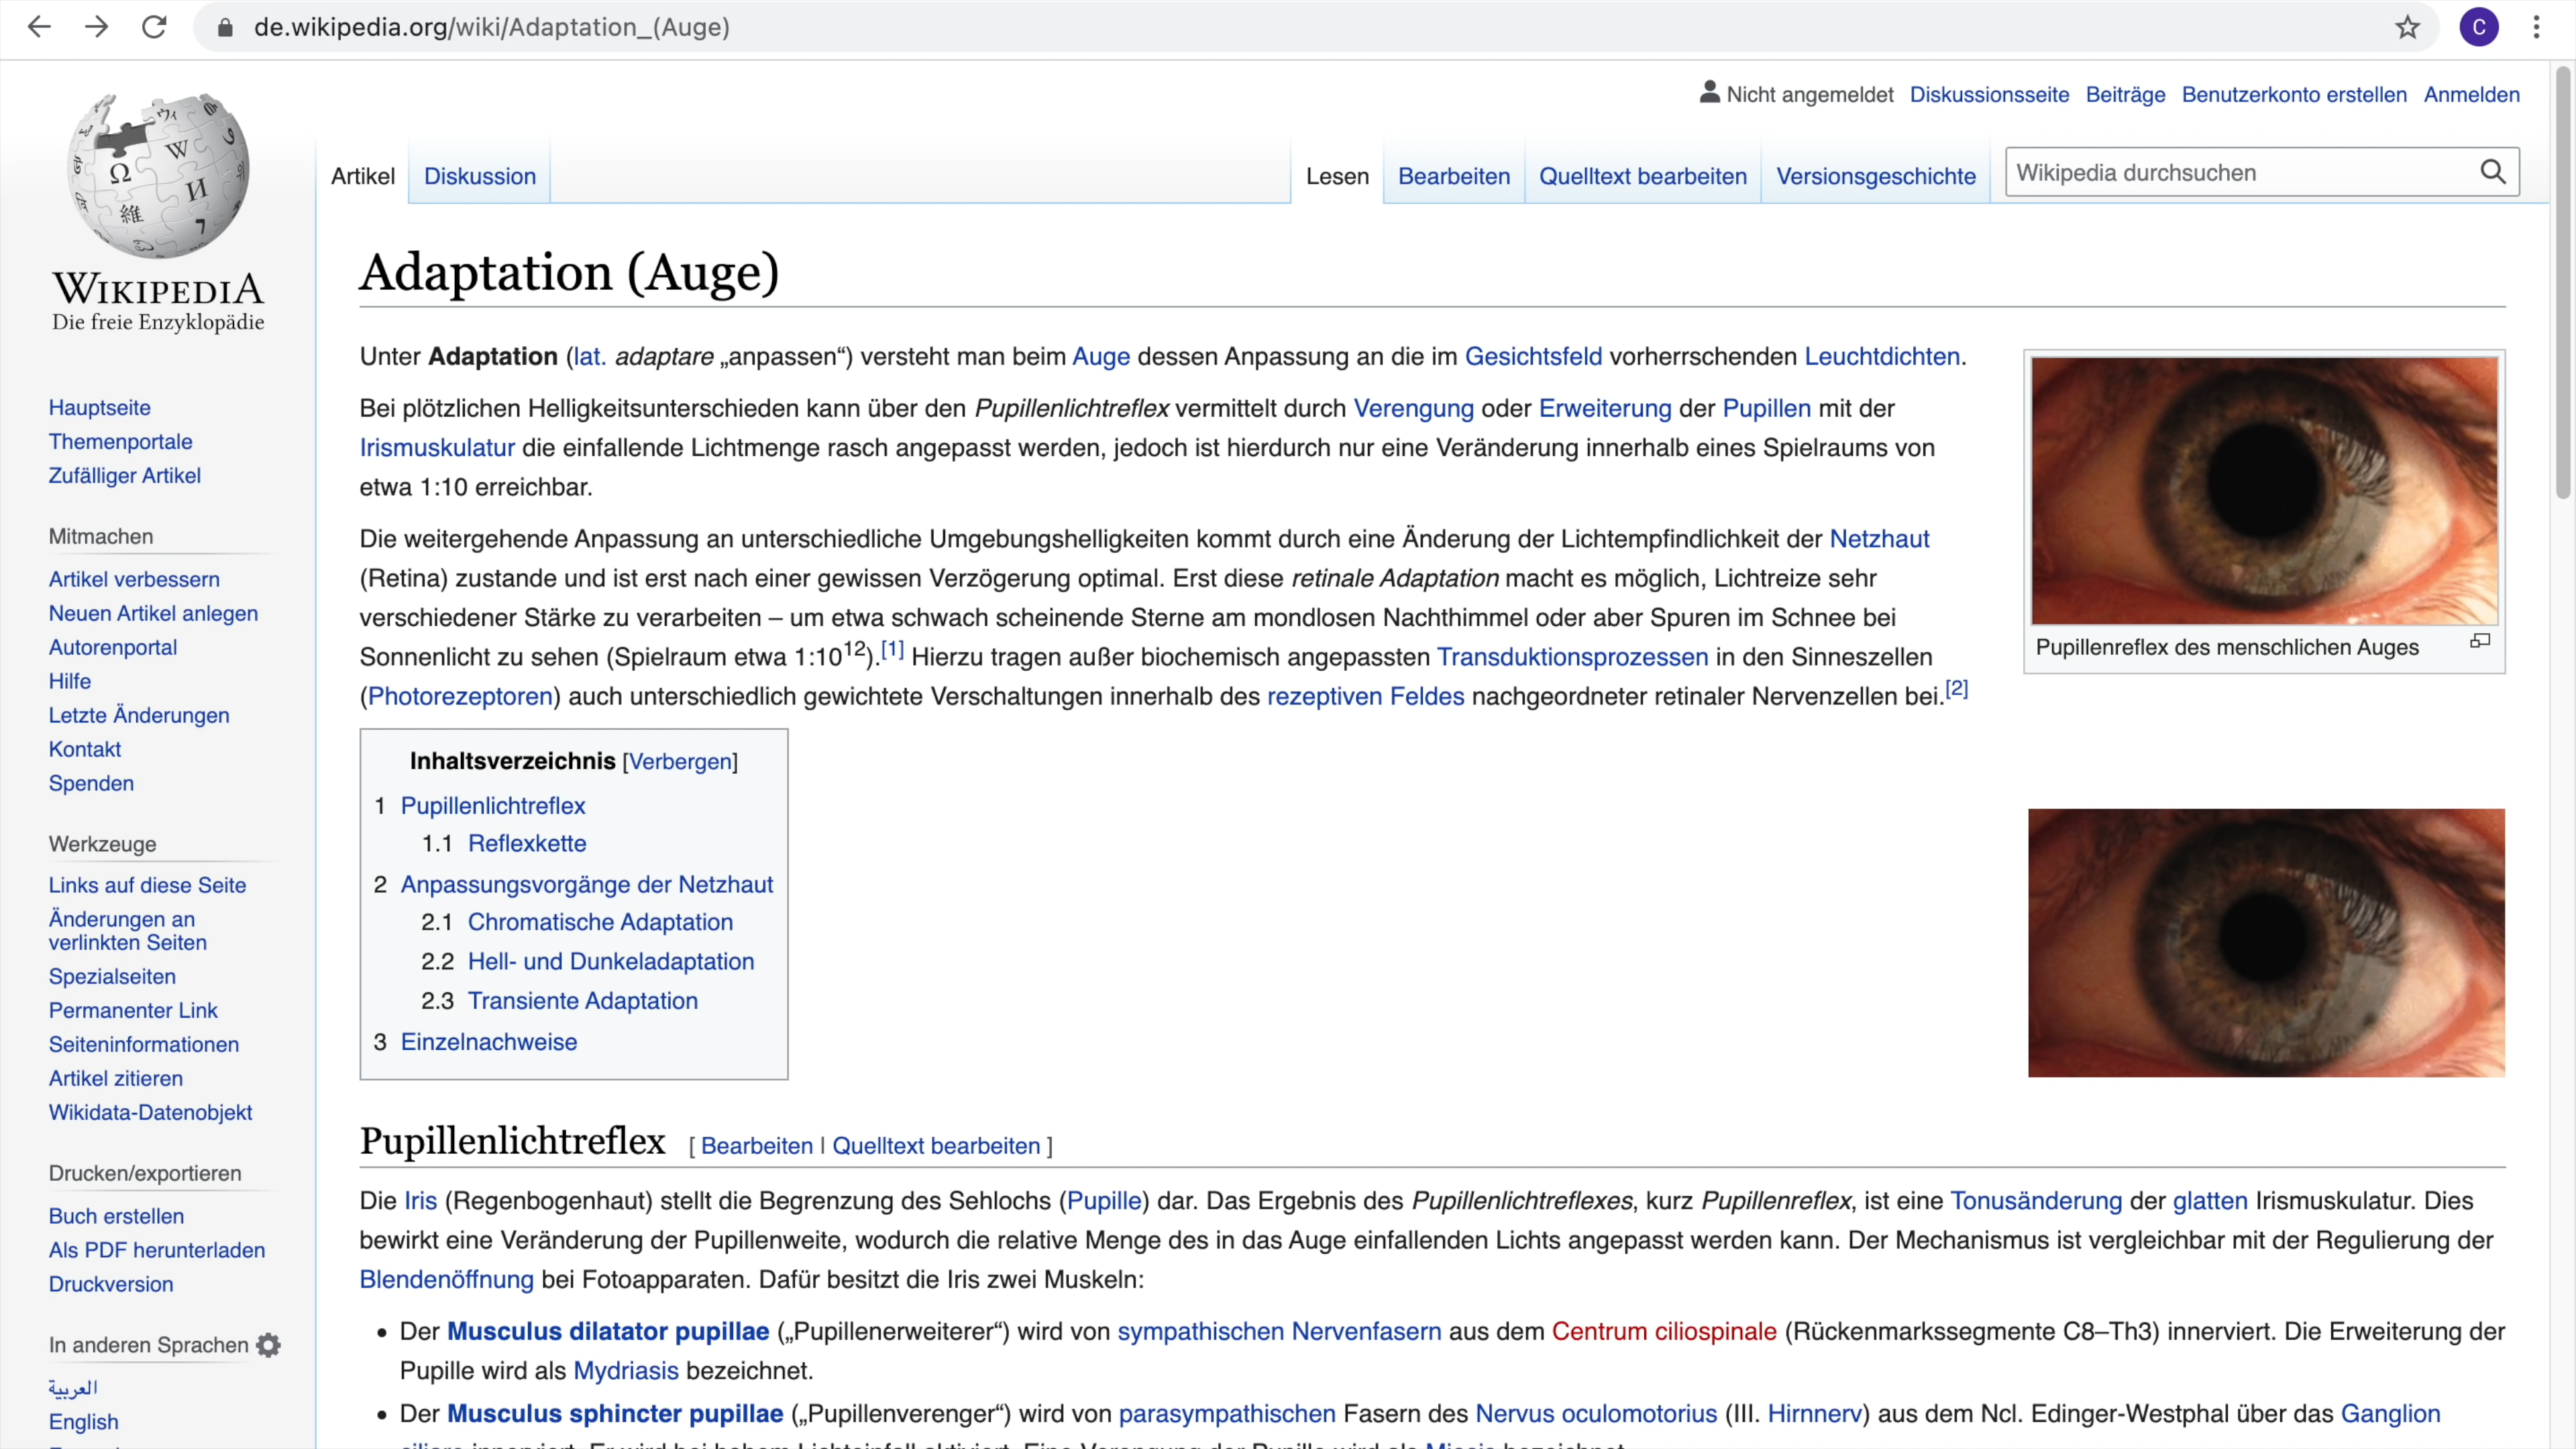 de.wikipedia.org/wiki/Adaptation_(Auge)
C
Nicht angemeldet Diskussionsseite Beiträge Benutzerkonto erstellen Anmelden
Artikel Diskussion Lesen Bearbeiten Quelltext bearbeiten Versionsgeschichte Wikipedia durchsuchen
WIKIPEDIA
Die freie Enzyklopädie
Hauptseite
Themenportale
Zufälliger Artikel
Mitmachen
Artikel verbessern
Neuen Artikel anlegen
Autorenportal
Hilfe
Letzte Änderungen
Kontakt
Spenden
Werkzeuge
Links auf diese Seite
Änderungen an
verlinkten Seiten
Spezialseiten
Permanenter Link
Seiteninformationen
Artikel zitieren
Wikidata-Datenobjekt
Drucken/exportieren
Buch erstellen
Als PDF herunterladen
Druckversion
In anderen Sprachen
العربية
English
Adaptation (Auge)
Unter Adaptation (lat. adaptare „anpassen“) versteht man beim Auge dessen Anpassung an die im Gesichtsfeld vorherrschenden Leuchtdichten.
Bei plötzlichen Helligkeitsunterschieden kann über den Pupillenlichtreflex vermittelt durch Verengung oder Erweiterung der Pupillen mit der
Irismuskulatur die einfallende Lichtmenge rasch angepasst werden, jedoch ist hierdurch nur eine Veränderung innerhalb eines Spielraums von
etwa 1:10 erreichbar.
Die weitergehende Anpassung an unterschiedliche Umgebungshelligkeiten kommt durch eine Änderung der Lichtempfindlichkeit der Netzhaut
(Retina) zustande und ist erst nach einer gewissen Verzögerung optimal. Erst diese retinale Adaptation macht es möglich, Lichtreize sehr
verschiedener Stärke zu verarbeiten – um etwa schwach scheinende Sterne am mondlosen Nachthimmel oder aber Spuren im Schnee bei
Sonnenlicht zu sehen (Spielraum etwa 1:10¹²).[1] Hierzu tragen außer biochemisch angepassten Transduktionsprozessen in den Sinneszellen
(Photorezeptoren) auch unterschiedlich gewichtete Verschaltungen innerhalb des rezeptiven Feldes nachgeordneter retinaler Nervenzellen bei.[2]
Pupillenreflex des menschlichen Auges
Inhaltsverzeichnis [Verbergen]
1 Pupillenlichtreflex
1.1 Reflexkette
2 Anpassungsvorgänge der Netzhaut
2.1 Chromatische Adaptation
2.2 Hell- und Dunkeladaptation
2.3 Transiente Adaptation
3 Einzelnachweise
Pupillenlichtreflex [ Bearbeiten | Quelltext bearbeiten ]
Die Iris (Regenbogenhaut) stellt die Begrenzung des Sehlochs (Pupille) dar. Das Ergebnis des Pupillenlichtreflexes, kurz Pupillenreflex, ist eine Tonusänderung der glatten Irismuskulatur. Dies
bewirkt eine Veränderung der Pupillenweite, wodurch die relative Menge des in das Auge einfallenden Lichts angepasst werden kann. Der Mechanismus ist vergleichbar mit der Regulierung der
Blendenöffnung bei Fotoapparaten. Dafür besitzt die Iris zwei Muskeln:
• Der Musculus dilatator pupillae („Pupillenerweiterer“) wird von sympathischen Nervenfasern aus dem Centrum ciliospinale (Rückenmarkssegmente C8–Th3) innerviert. Die Erweiterung der
Pupille wird als Mydriasis bezeichnet.
• Der Musculus sphincter pupillae („Pupillenverenger“) wird von parasympathischen Fasern des Nervus oculomotorius (III. Hirnnerv) aus dem Ncl. Edinger-Westphal über das Ganglion